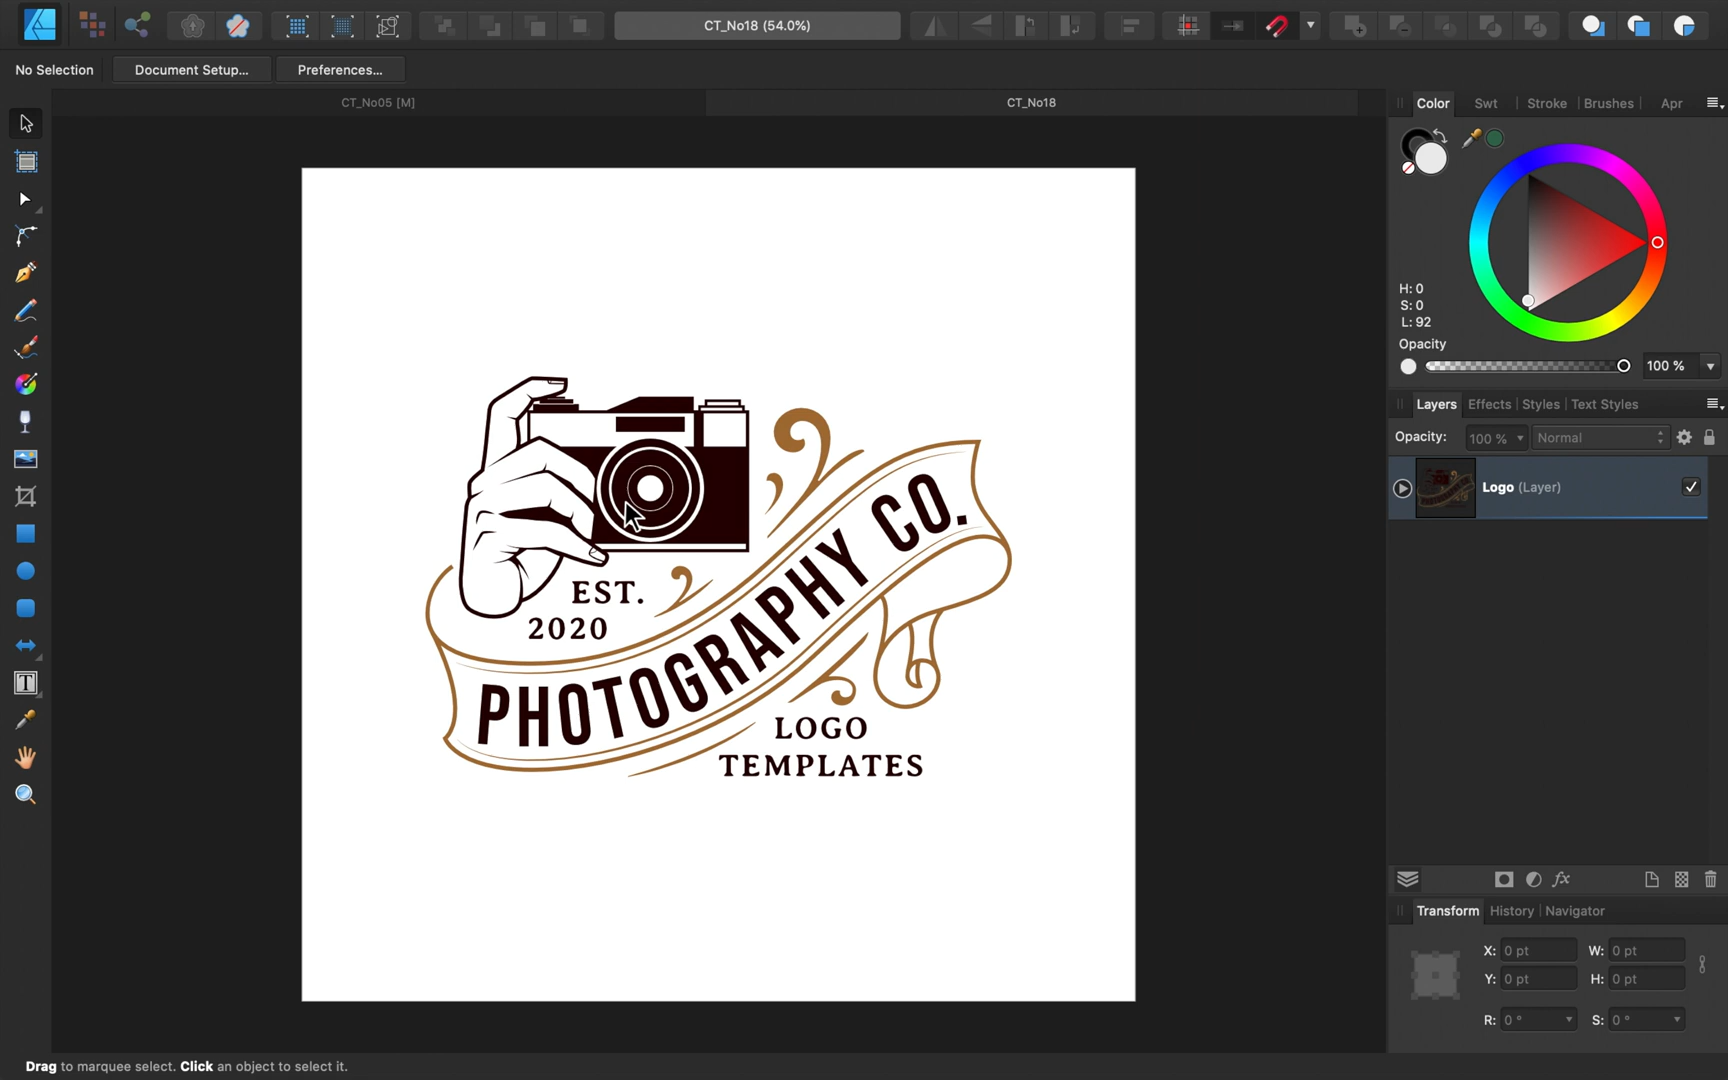 CT_No18 (54.0%)
No Selection
Document Setup...
Preferences...
CT_No05 [M]
CT_No18
Color
Swt
Stroke
Brushes
Apr
H: 0
S: 0
L: 92
Opacity
100 %
Layers
Effects
Styles
Text Styles
Opacity:
100 %
Normal
Logo (Layer)
EST.
2020
PHOTOGRAPHY CO.
LOGO
TEMPLATES
fx
Transform
History
Navigator
X: 0 pt
W: 0 pt
Y: 0 pt
H: 0 pt
R: 0 °
S: 0 °
Drag to marquee select. Click an object to select it.